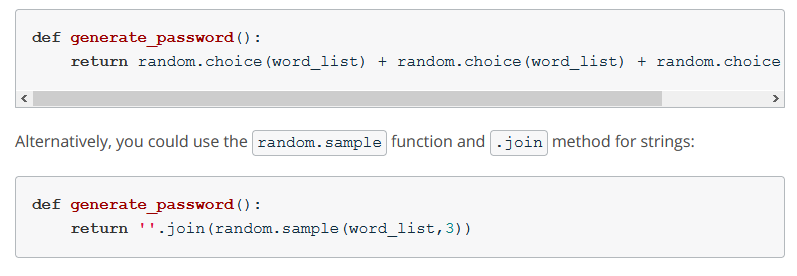 def generate_password():
    return random.choice(word_list) + random.choice(word_list) + random.choice
Alternatively, you could use the random.sample function and .join method for strings:
def generate_password():
    return ''.join(random.sample(word_list,3))